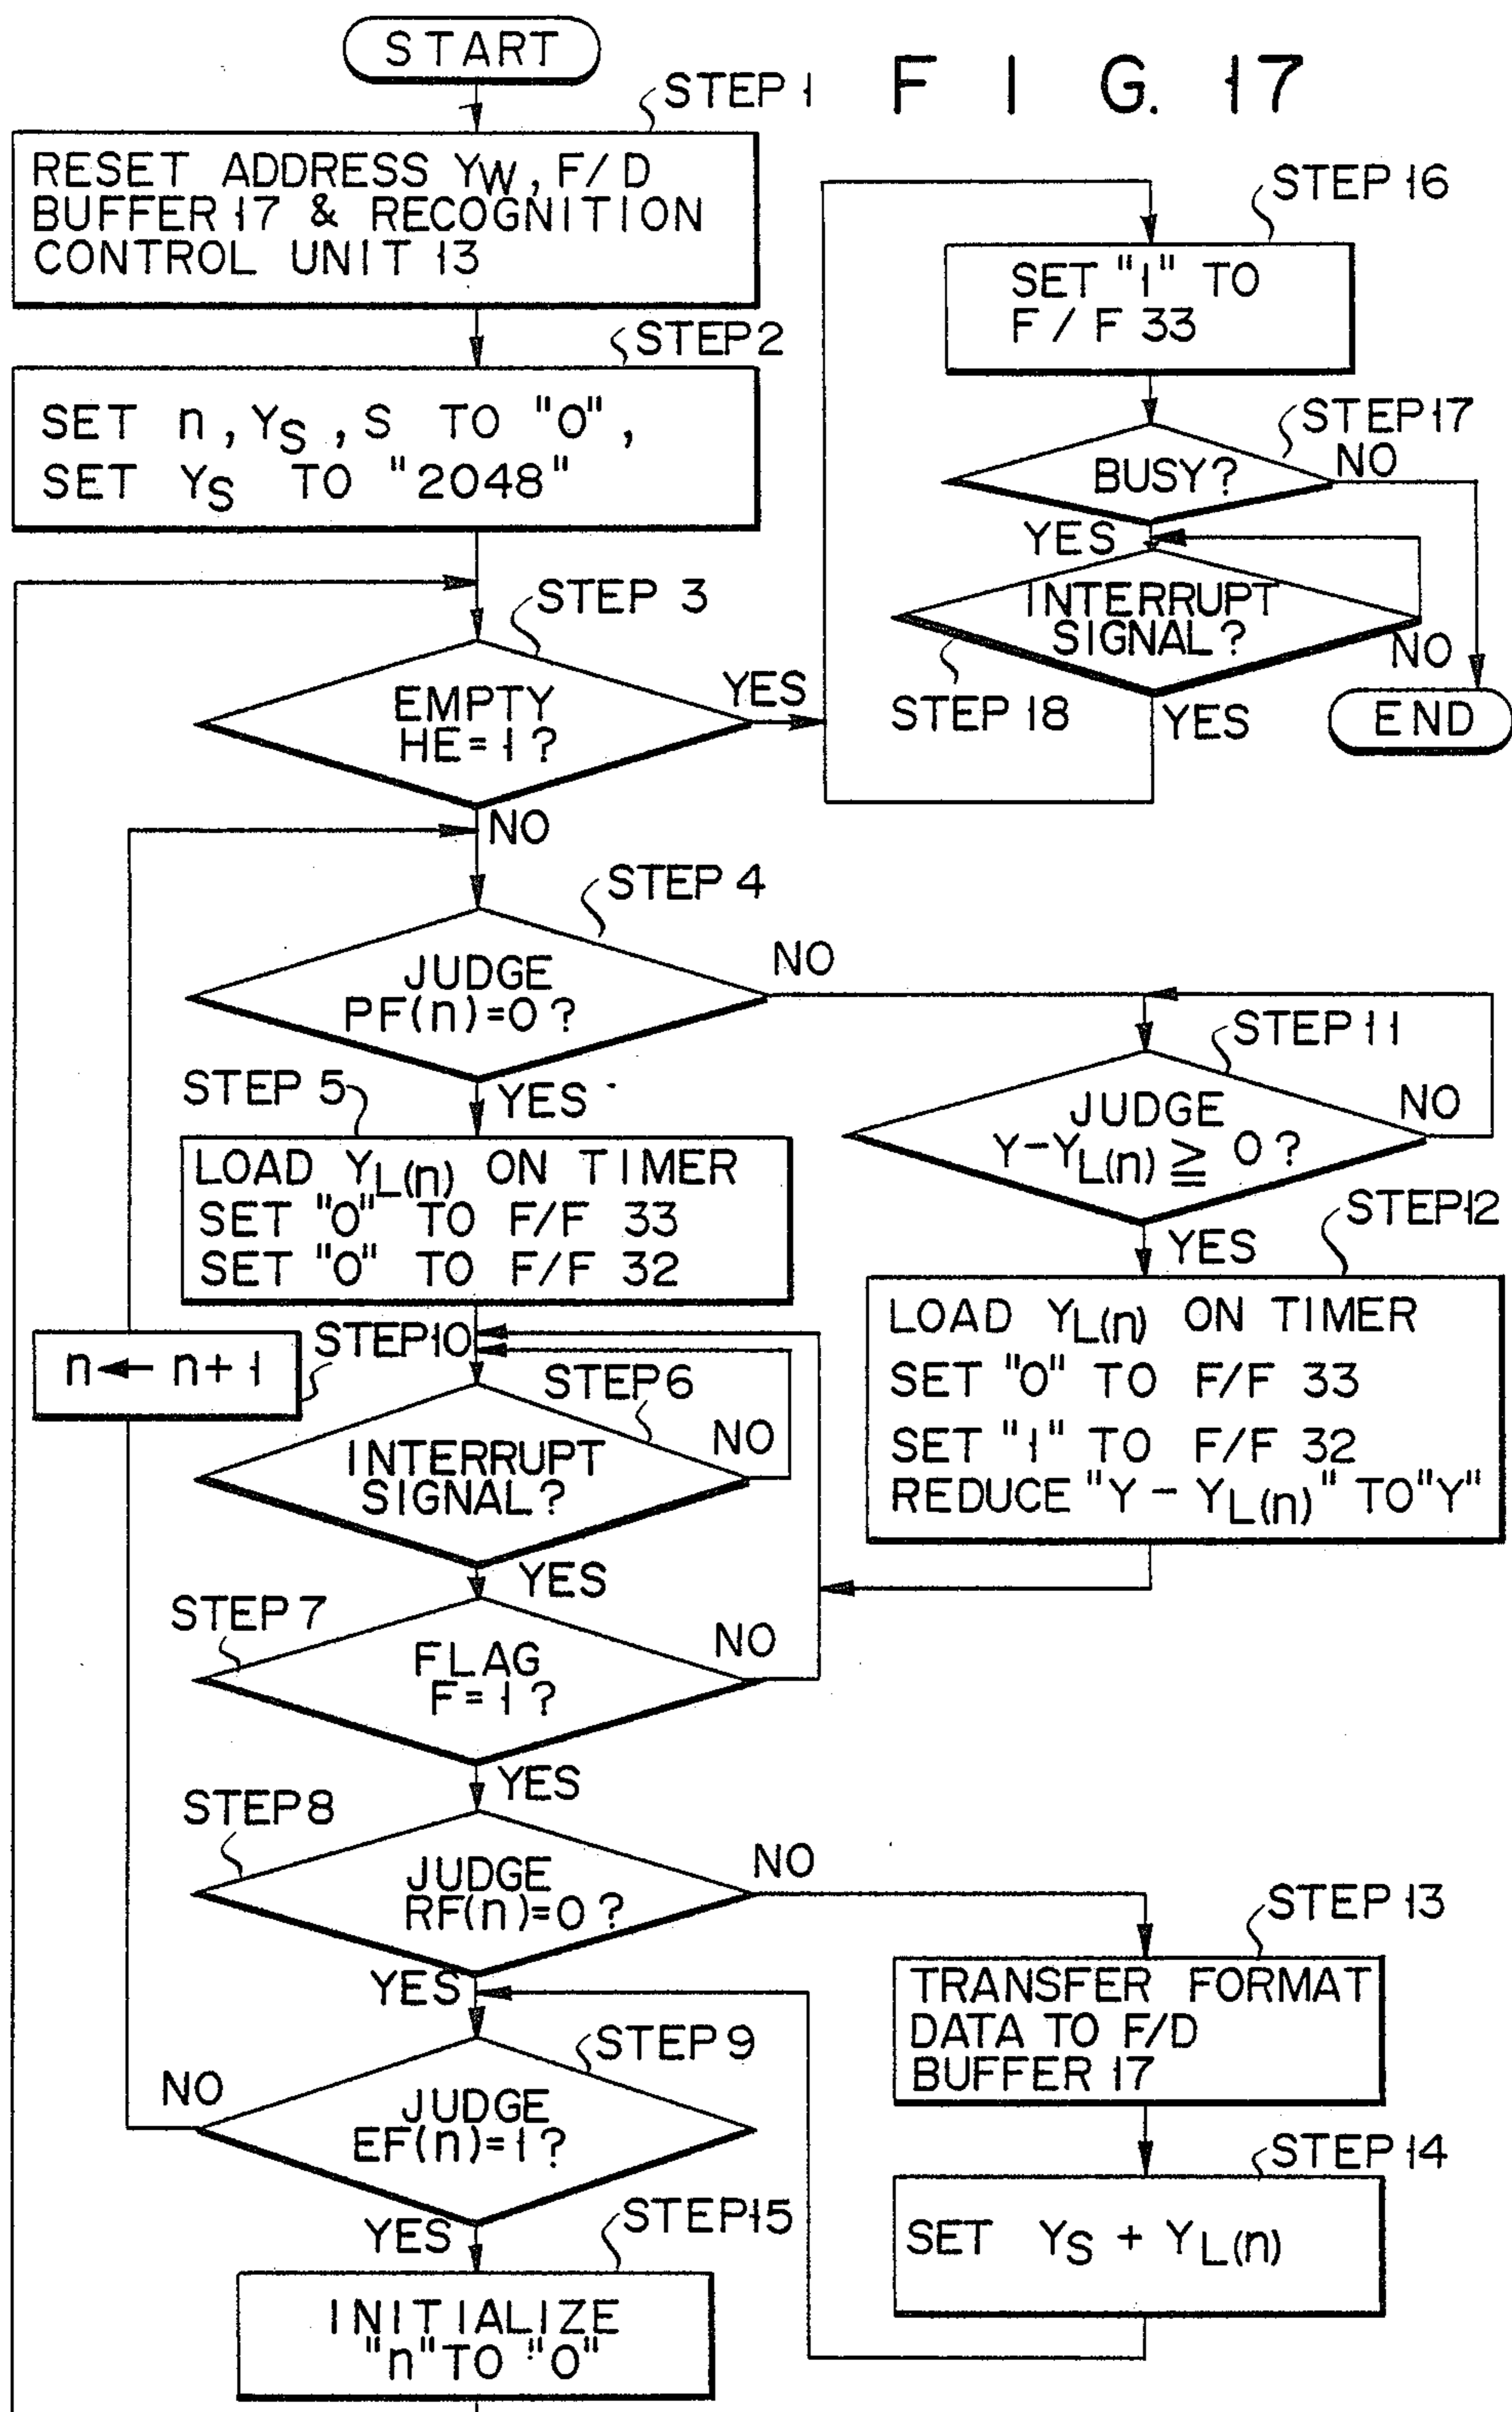 START
F I G. 17
STEP 1
RESET ADDRESS YW, F/D
BUFFER 17 & RECOGNITION
CONTROL UNIT 13
STEP 2
SET n, YS, S TO "0",
SET YS TO "2048"
STEP 3
EMPTY
HE=1?
YES
NO
STEP 16
SET "1" TO
F/F 33
STEP 17
BUSY?
NO
YES
INTERRUPT
SIGNAL?
NO
STEP 18
YES
END
STEP 4
JUDGE
PF(n)=0?
NO
YES
STEP 5
LOAD YL(n) ON TIMER
SET "0" TO F/F 33
SET "0" TO F/F 32
STEP 11
JUDGE
Y-YL(n) ≧ 0?
NO
YES
STEP 12
LOAD YL(n) ON TIMER
SET "0" TO F/F 33
SET "1" TO F/F 32
REDUCE "Y - YL(n)" TO "Y"
STEP 10
n ← n+1
STEP 6
INTERRUPT
SIGNAL?
NO
YES
STEP 7
FLAG
F=1?
NO
YES
STEP 8
JUDGE
RF(n)=0?
NO
YES
STEP 13
TRANSFER FORMAT
DATA TO F/D
BUFFER 17
STEP 9
JUDGE
EF(n)=1?
NO
YES
STEP 14
SET YS + YL(n)
STEP 15
INITIALIZE
"n" TO "0"